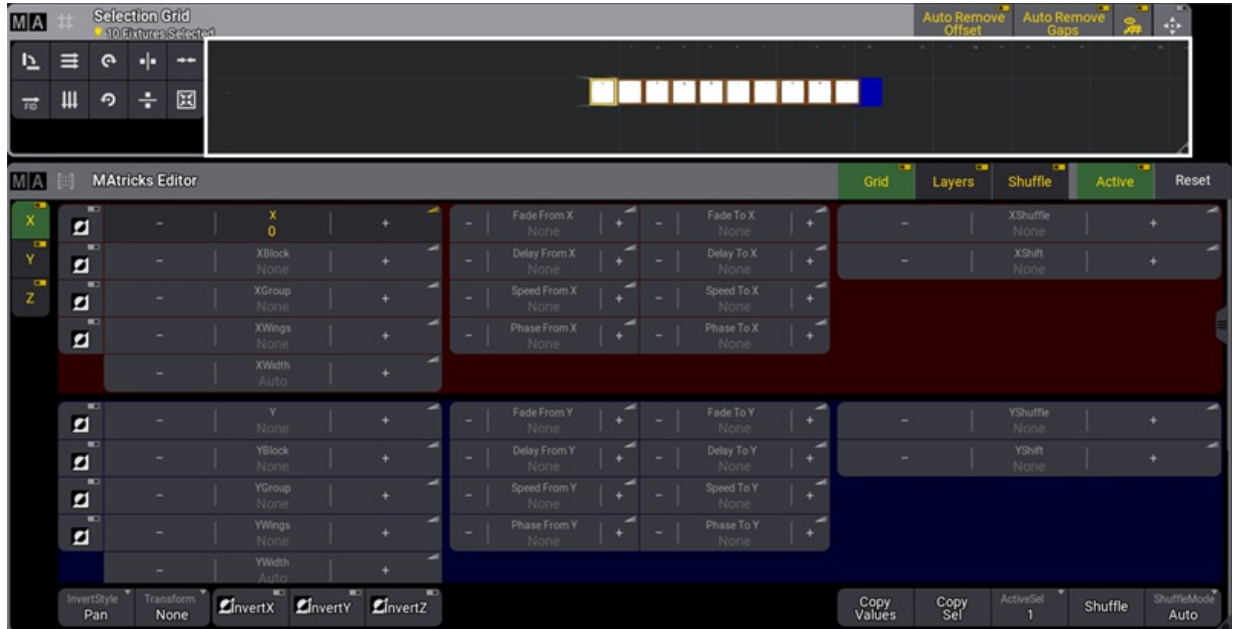 MA Selection Grid
10 Fixtures Selected
Auto Remove
Offset
Auto Remove
Gaps
FID
MA MAtricks Editor
Grid Layers Shuffle Active Reset
X
Y
Z
- X 0 +
- XBlock None +
- XGroup None +
- XWings None +
- XWidth Auto +
- Fade From X None + - Fade To X None +
- Delay From X None + - Delay To X None +
- Speed From X None + - Speed To X None +
- Phase From X None + - Phase To X None +
- XShuffle None +
- XShift None +
- Y None +
- YBlock None +
- YGroup None +
- YWings None +
- YWidth Auto +
- Fade From Y None + - Fade To Y None +
- Delay From Y None + - Delay To Y None +
- Speed From Y None + - Speed To Y None +
- Phase From Y None + - Phase To Y None +
- YShuffle None +
- YShift None +
InvertStyle
Pan
Transform
None
InvertX InvertY InvertZ
Copy
Values
Copy
Sel
ActiveSel
1
Shuffle
ShuffleMode
Auto